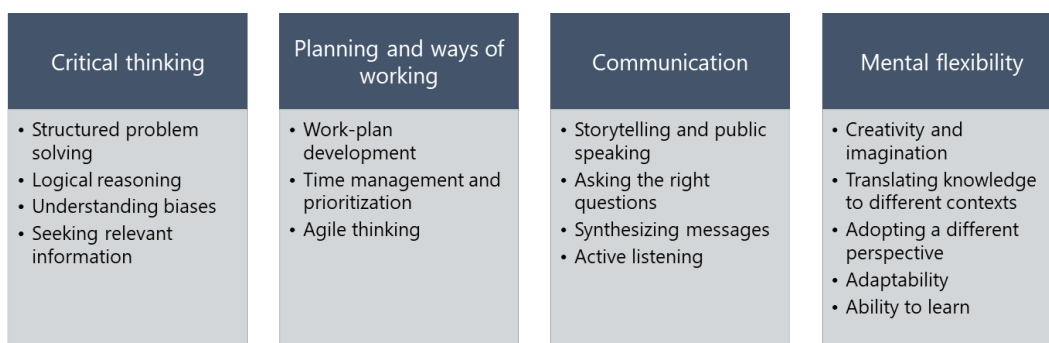 Critical thinking
• Structured problem
solving
• Logical reasoning
• Understanding biases
• Seeking relevant
information
Planning and ways of
working
• Work-plan
development
• Time management and
prioritization
• Agile thinking
Communication
• Storytelling and public
speaking
• Asking the right
questions
• Synthesizing messages
• Active listening
Mental flexibility
• Creativity and
imagination
• Translating knowledge
to different contexts
• Adopting a different
perspective
• Adaptability
• Ability to learn